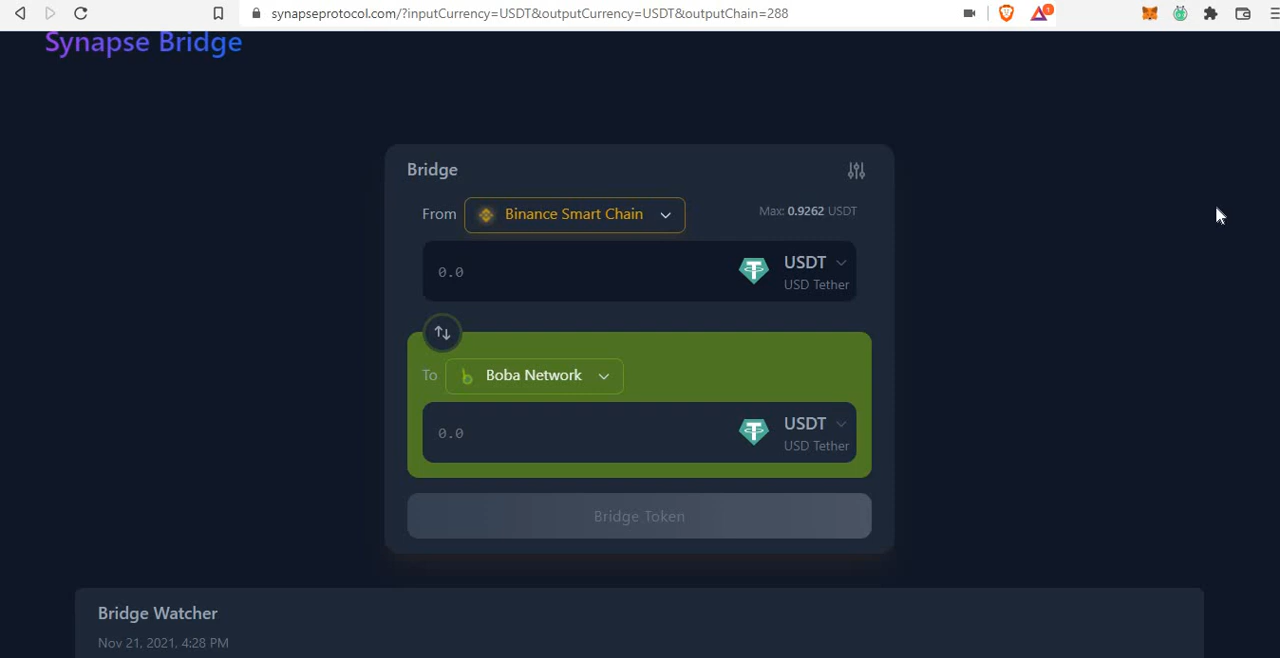 synapseprotocol.com/?inputCurrency=USDT&outputCurrency=USDT&outputChain=288
1
Synapse Bridge
Bridge
From Binance Smart Chain Max: 0.9262 USDT
0.0 USDT
USD Tether
To Boba Network
0.0 USDT
USD Tether
Bridge Token
Bridge Watcher
Nov 21, 2021, 4:28 PM